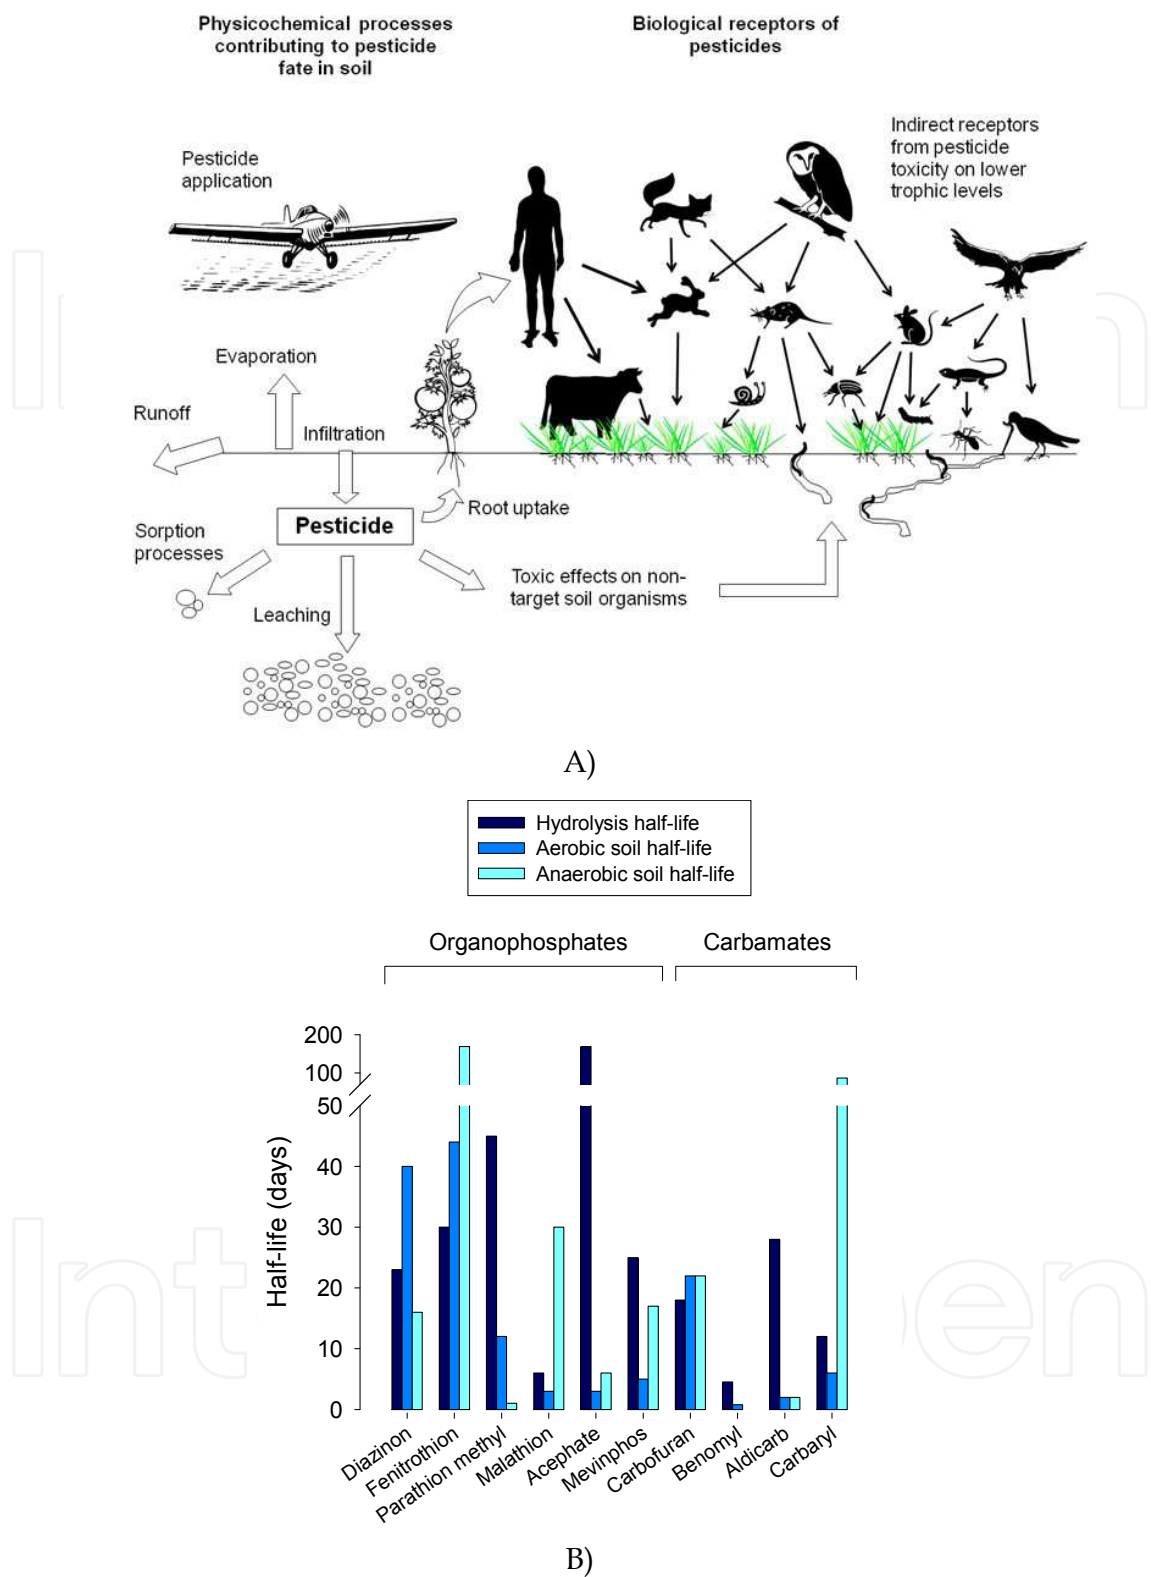 Physicochemical processes
contributing to pesticide
fate in soil
Biological receptors of
pesticides
Pesticide
application
Indirect receptors
from pesticide
toxicity on lower
trophic levels
Evaporation
Runoff
Infiltration
Pesticide
Root uptake
Sorption
processes
Leaching
Toxic effects on non-
target soil organisms
A)
Hydrolysis half-life
Aerobic soil half-life
Anaerobic soil half-life
Organophosphates
Carbamates
200
100
50
40
30
20
10
0
Half-life (days)
Diazinon
Fenitrothion
Parathion methyl
Malathion
Acephate
Mevinphos
Carbofuran
Benomyl
Aldicarb
Carbaryl
B)